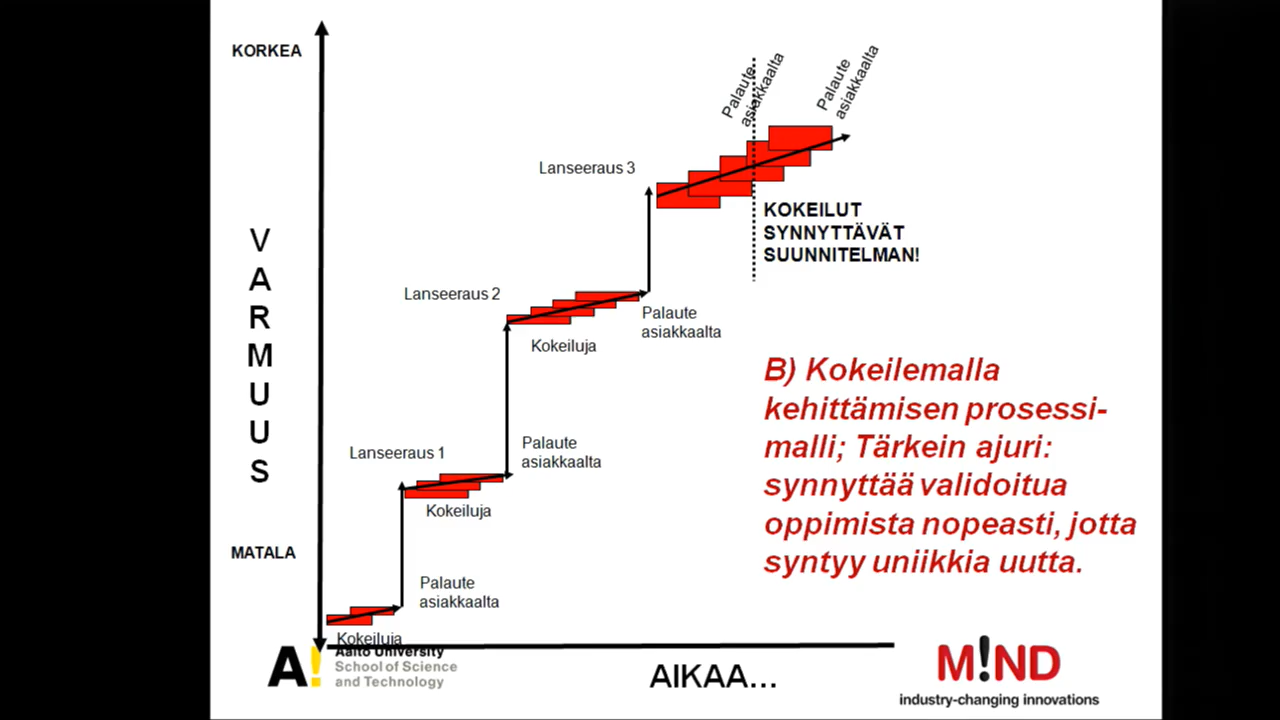 KORKEA
Palaute
asiakkaalta
Palaute
asiakkaalta
Lanseeraus 3
KOKEILUT
SYNNYTTÄVÄT
SUUNNITELMAN!
V
A
R
M
U
U
S
Lanseeraus 2
Palaute
asiakkaalta
Kokeiluja
B) Kokeilemalla
kehittämisen prosessi-
malli; Tärkein ajuri:
synnyttää validoitua
oppimista nopeasti, jotta
syntyy uniikkia uutta.
Lanseeraus 1
Palaute
asiakkaalta
Kokeiluja
MATALA
Palaute
asiakkaalta
Kokeiluja
A!
Aalto University
School of Science
and Technology
AIKAA...
M!ND
industry-changing innovations